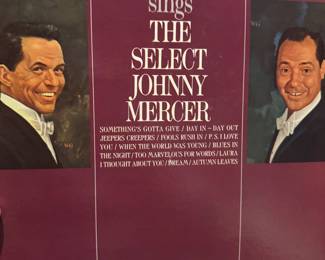 sings
THE
SELECT
JOHNNY
MERCER
SOMETHING'S GOTTA GIVE / DAY IN – DAY OUT
JEEPERS CREEPERS / FOOLS RUSH IN / P.S. I LOVE
YOU / WHEN THE WORLD WAS YOUNG / BLUES IN
THE NIGHT / TOO MARVELOUS FOR WORDS / LAURA
I THOUGHT ABOUT YOU / DREAM / AUTUMN LEAVES